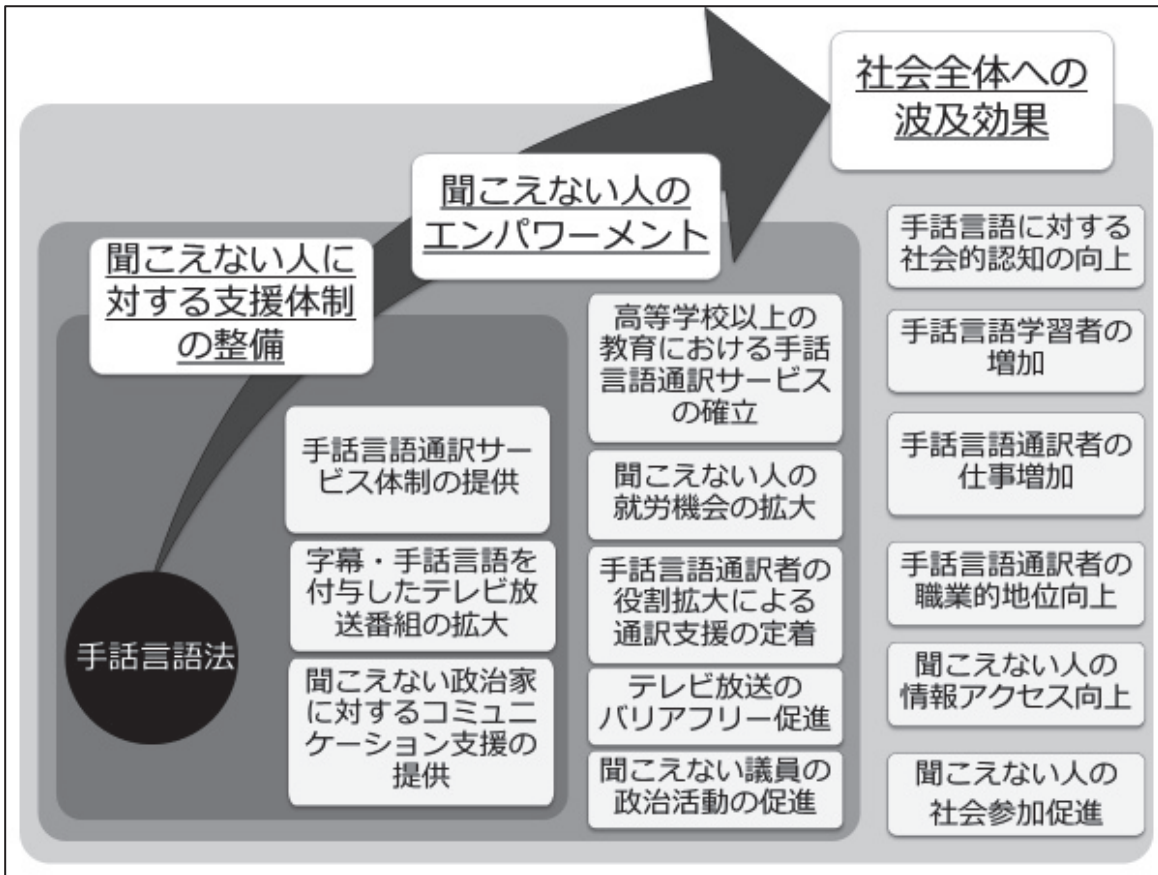 社会全体への
波及効果
聞こえない人の
エンパワーメント
聞こえない人に
対する支援体制
の整備
手話言語法
手話言語通訳サー
ビス体制の提供
字幕・手話言語を
付与したテレビ放
送番組の拡大
聞こえない政治家
に対するコミュニ
ケーション支援の
提供
高等学校以上の
教育における手話
言語通訳サービス
の確立
聞こえない人の
就労機会の拡大
手話言語通訳者の
役割拡大による
通訳支援の定着
テレビ放送の
バリアフリー促進
聞こえない議員の
政治活動の促進
手話言語に対する
社会的認知の向上
手話言語学習者の
増加
手話言語通訳者の
仕事増加
手話言語通訳者の
職業的地位向上
聞こえない人の
情報アクセス向上
聞こえない人の
社会参加促進